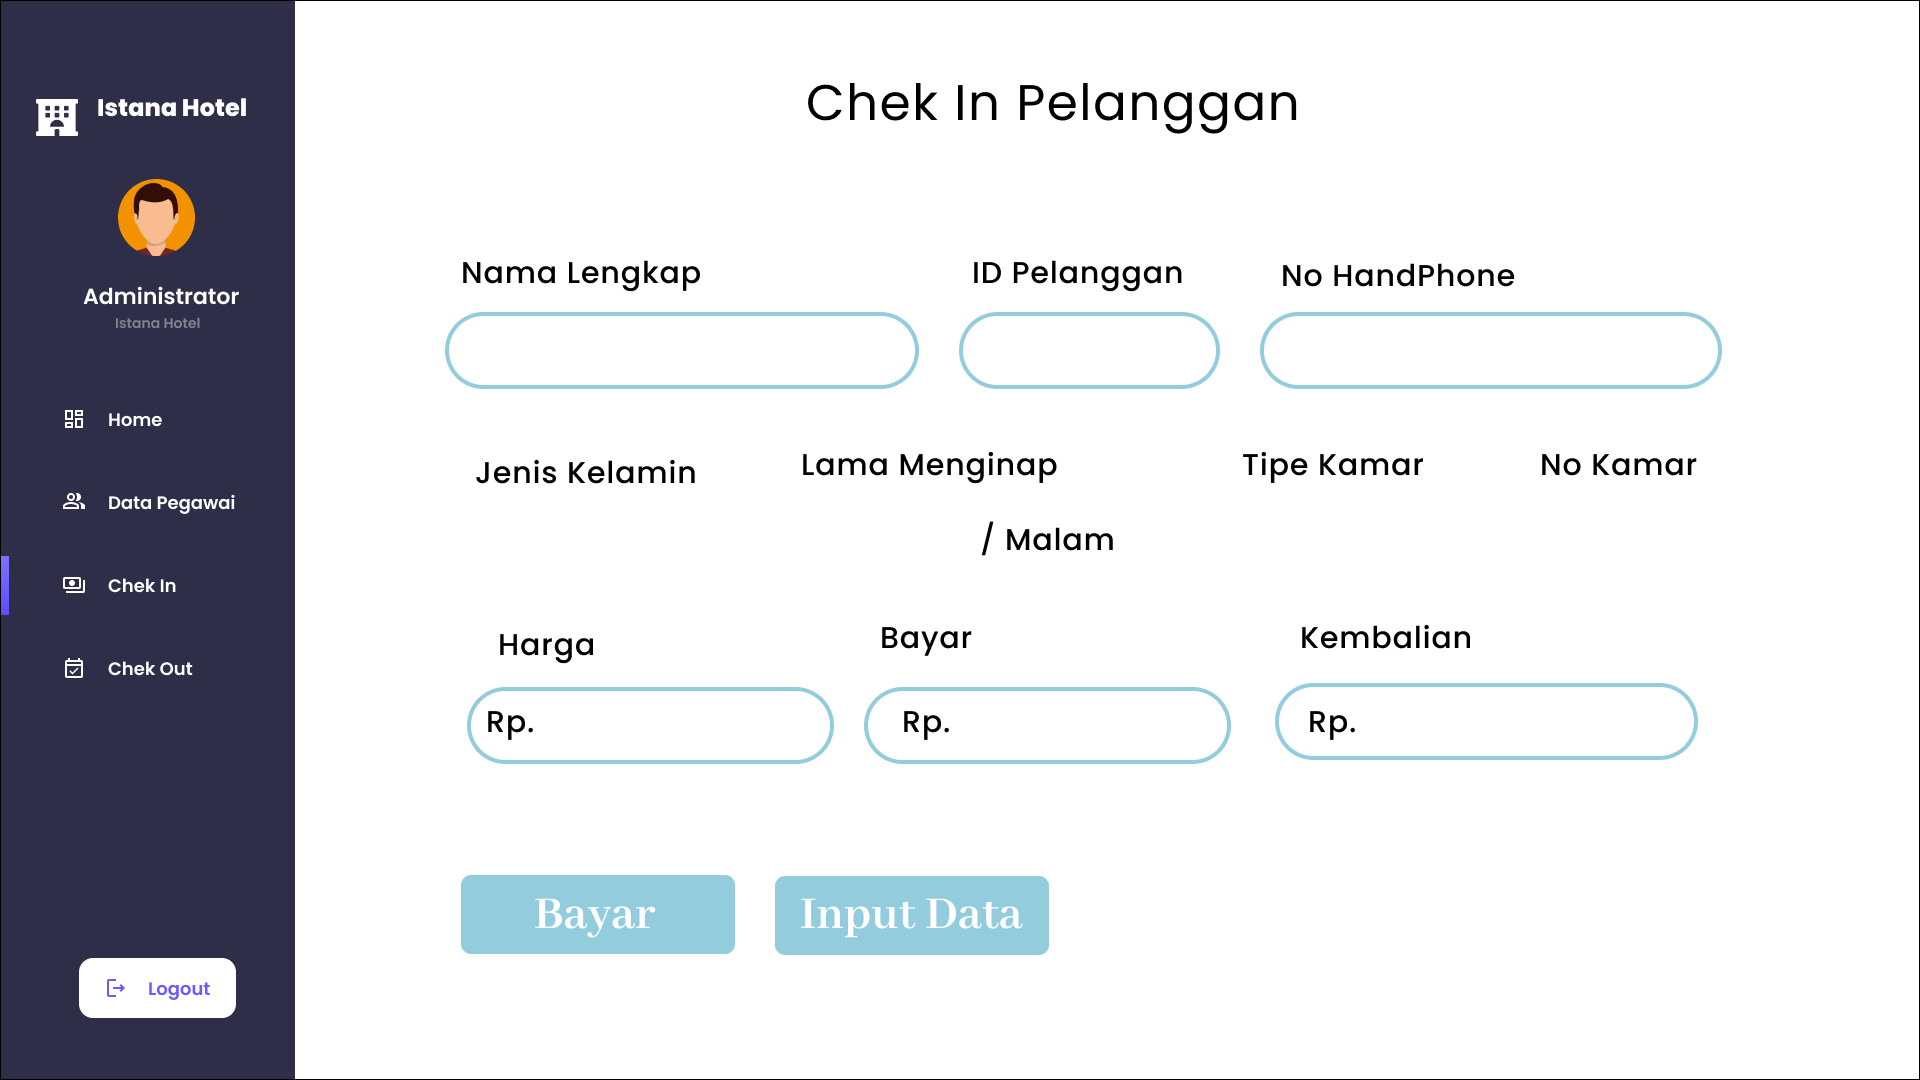 Istana Hotel
Administrator
Istana Hotel
Home
Data Pegawai
Chek In
Chek Out
Logout
Chek In Pelanggan
Nama Lengkap
ID Pelanggan
No HandPhone
Jenis Kelamin
Lama Menginap
/ Malam
Tipe Kamar
No Kamar
Harga
Rp.
Bayar
Rp.
Kembalian
Rp.
Bayar
Input Data